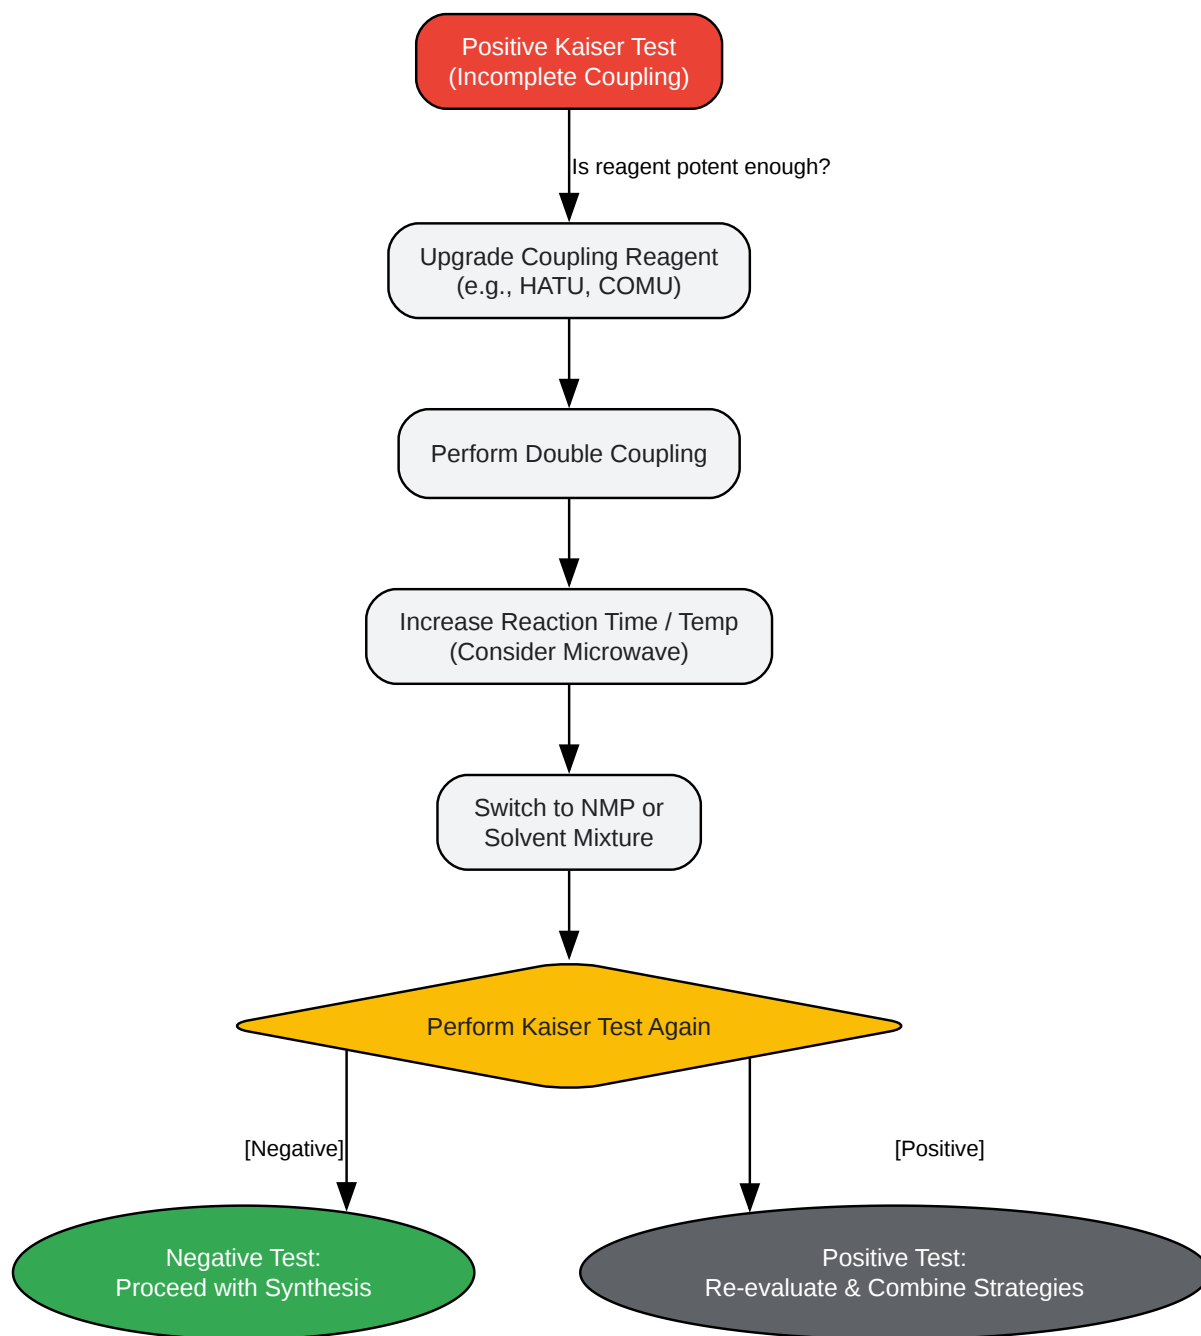 Positive Kaiser Test
(Incomplete Coupling)
Is reagent potent enough?
Upgrade Coupling Reagent
(e.g., HATU, COMU)
Perform Double Coupling
Increase Reaction Time / Temp
(Consider Microwave)
Switch to NMP or
Solvent Mixture
Perform Kaiser Test Again
[Negative]
[Positive]
Negative Test:
Proceed with Synthesis
Positive Test:
Re-evaluate & Combine Strategies